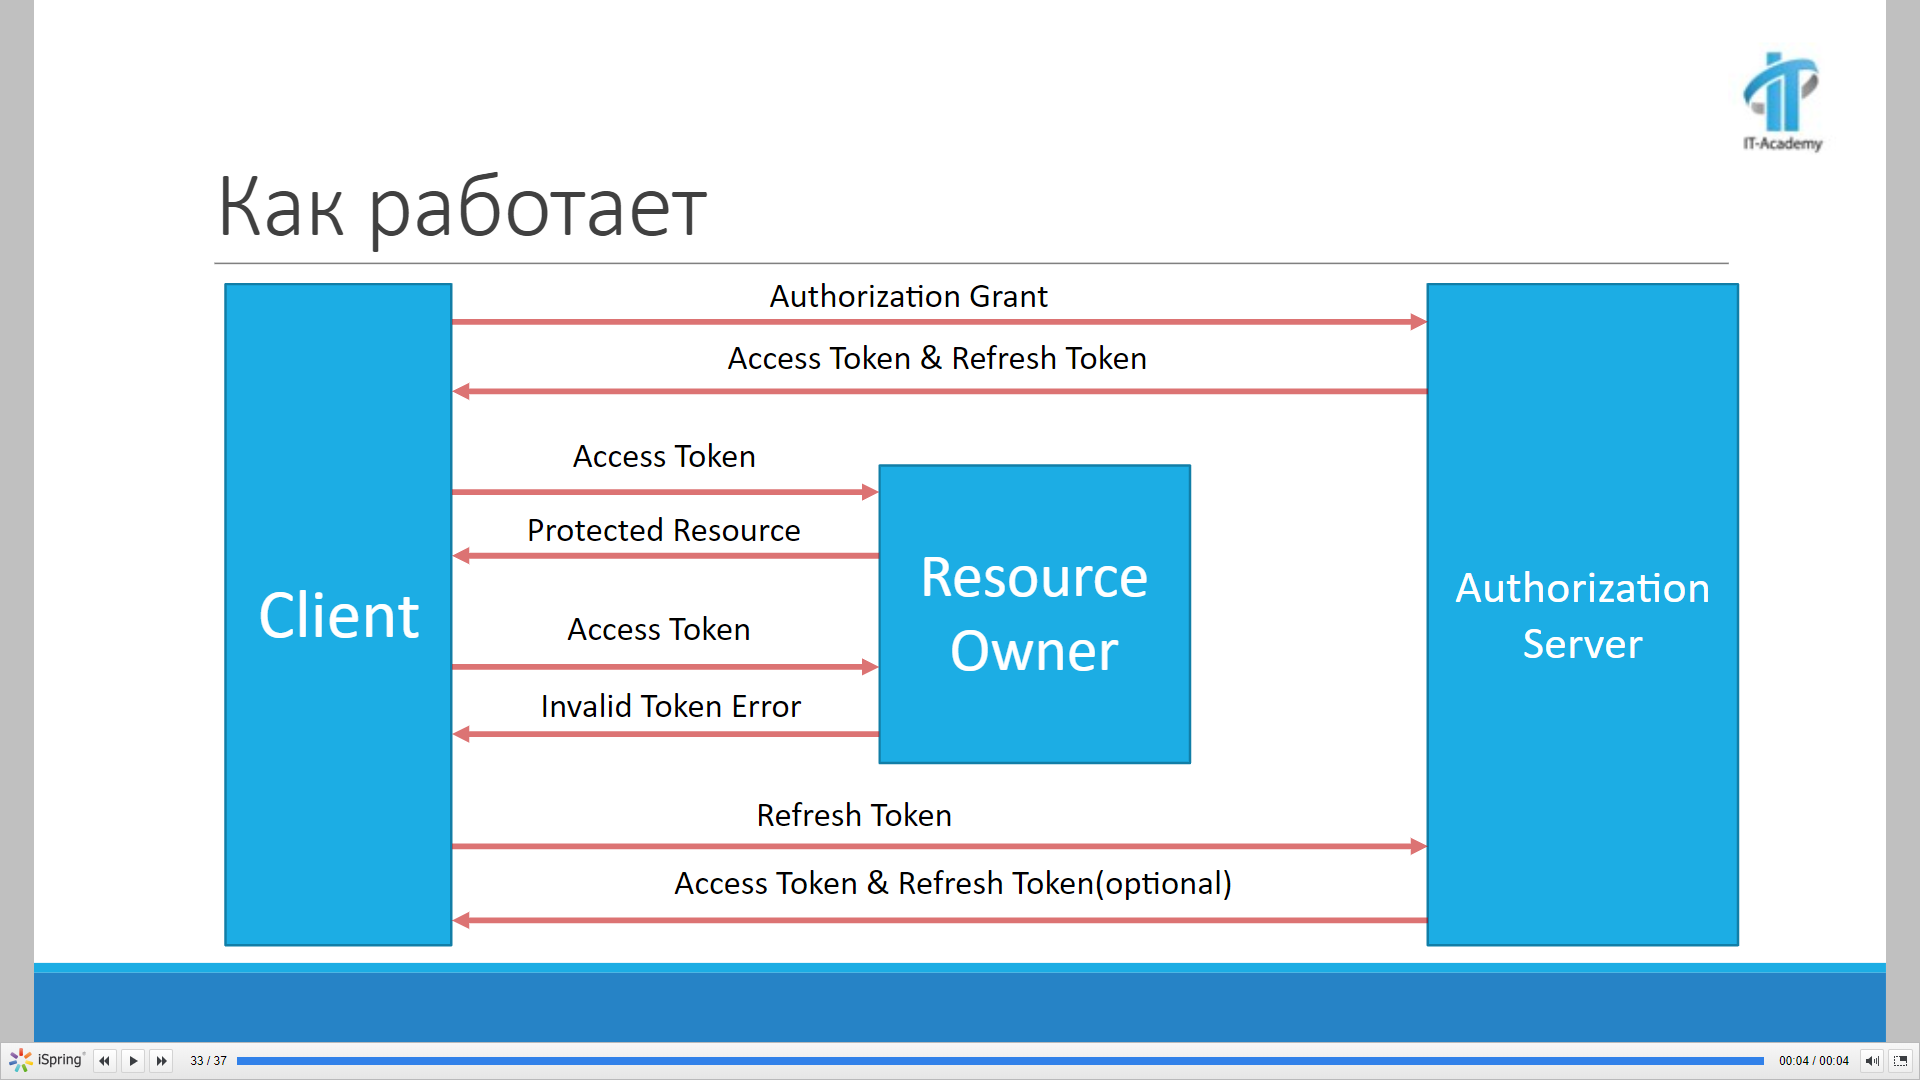 IT-Academy
Как работает
Authorization Grant
Access Token & Refresh Token
Access Token
Protected Resource
Client
Resource
Owner
Authorization
Server
Access Token
Invalid Token Error
Refresh Token
Access Token & Refresh Token(optional)
iSpring
33 / 37
00:04 / 00:04